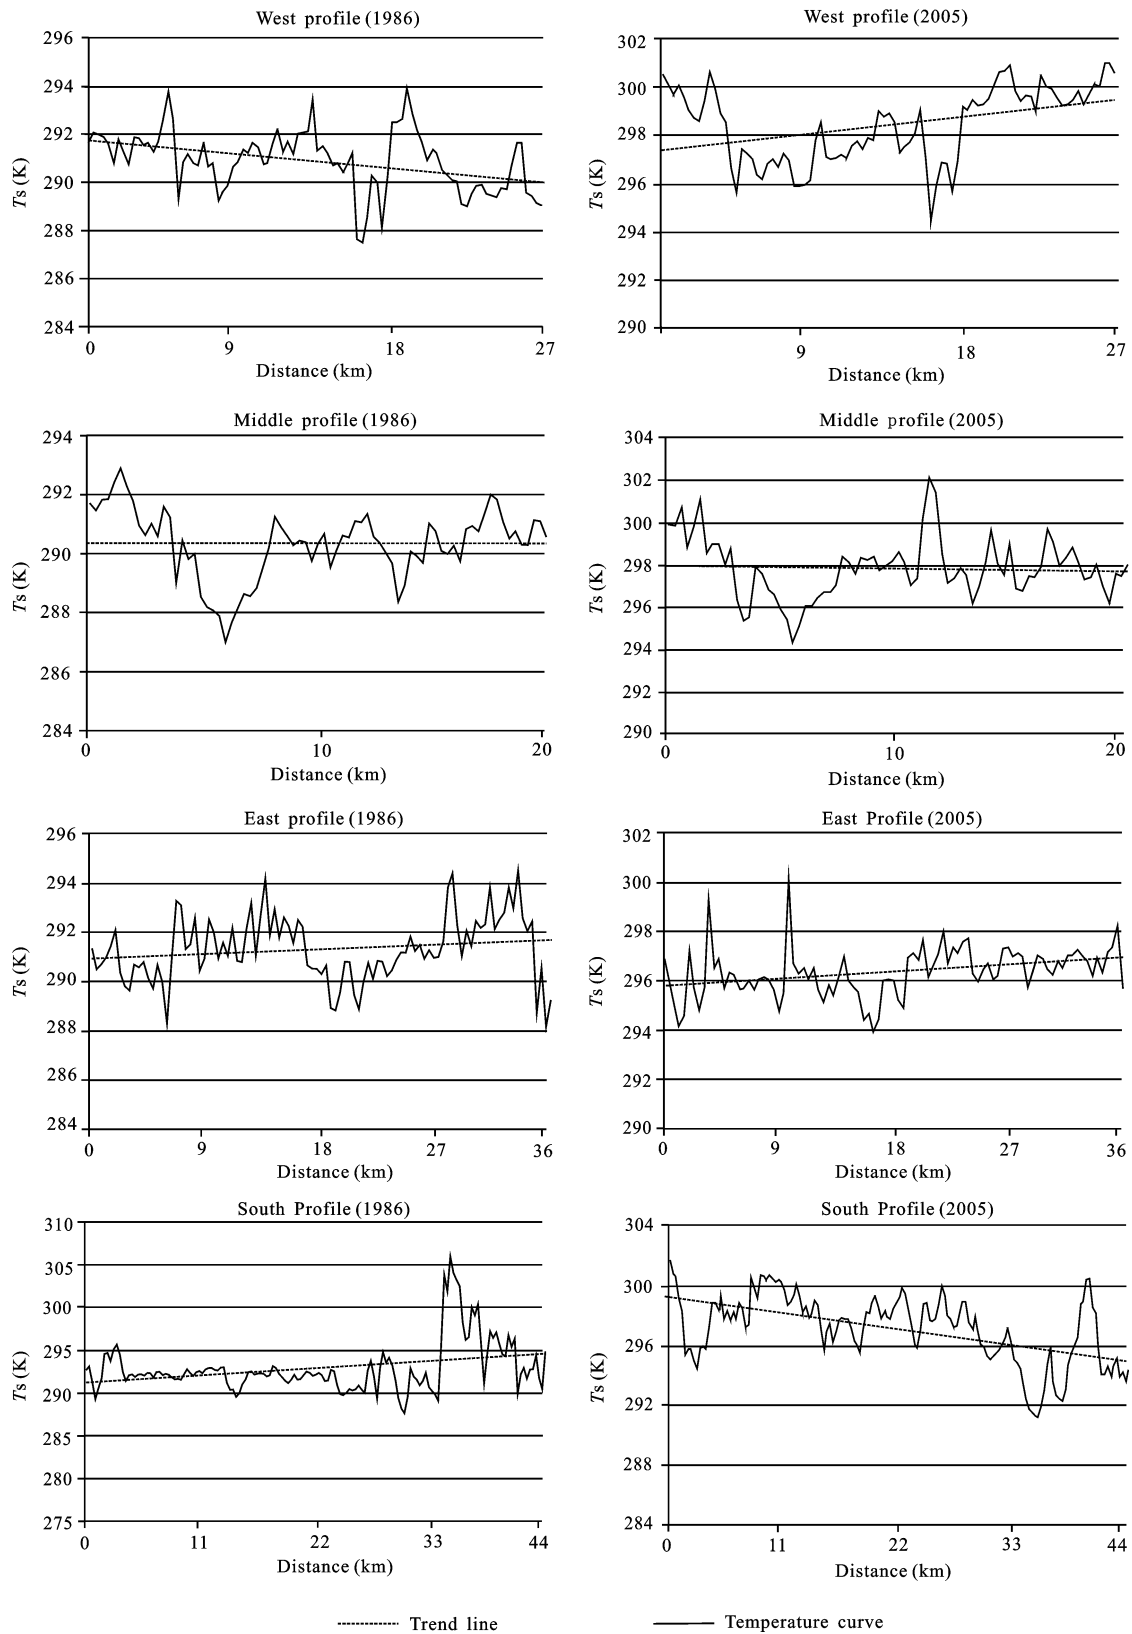 West profile (1986)
296
294
292
290
288
286
284
Ts (K)
0 9 18 27
Distance (km)
West profile (2005)
302
300
298
296
294
292
290
Ts (K)
9 18 27
Distance (km)
Middle profile (1986)
294
292
290
288
286
284
Ts (K)
0 10 20
Distance (km)
Middle profile (2005)
304
302
300
298
296
294
292
290
Ts (K)
0 10 20
Distance (km)
East profile (1986)
296
294
292
290
288
286
284
Ts (K)
0 9 18 27 36
Distance (km)
East Profile (2005)
302
300
298
296
294
292
290
Ts (K)
0 9 18 27 36
Distance (km)
South Profile (1986)
310
305
300
295
290
285
280
275
Ts (K)
0 11 22 33 44
Distance (km)
South Profile (2005)
304
300
296
292
288
284
Ts (K)
0 11 22 33 44
Distance (km)
Trend line Temperature curve